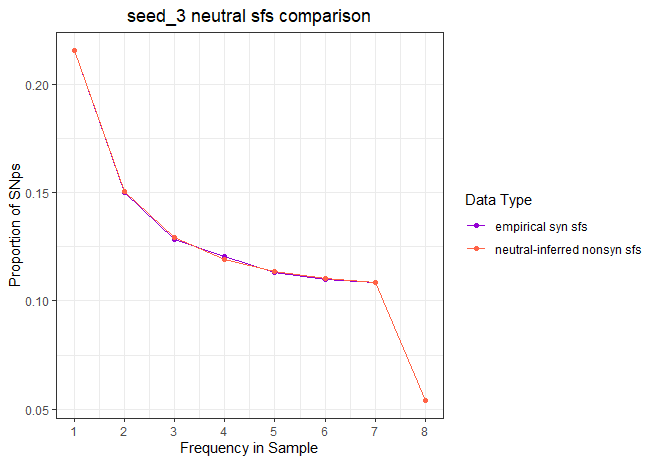 seed_3 neutral sfs comparison
Proportion of SNps
0.20
0.15
0.10
0.05
1 2 3 4 5 6 7 8
Frequency in Sample
Data Type
empirical syn sfs
neutral-inferred nonsyn sfs